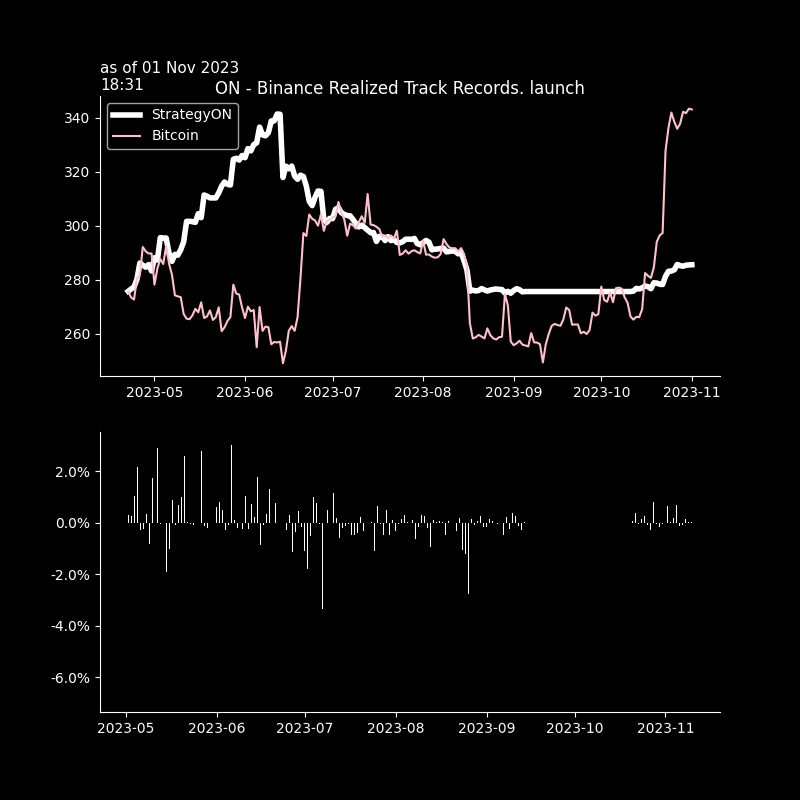 as of 01 Nov 2023
18:31
ON - Binance Realized Track Records. launch
StrategyON
Bitcoin
340
320
300
280
260
2023-05 2023-06 2023-07 2023-08 2023-09 2023-10 2023-11
2.0%
0.0%
-2.0%
-4.0%
-6.0%
2023-05 2023-06 2023-07 2023-08 2023-09 2023-10 2023-11